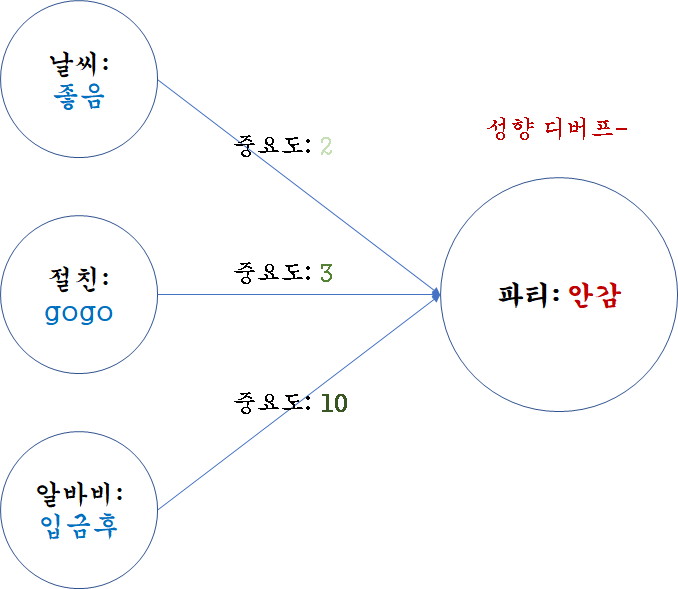 날씨:
좋음
중요도: 2
성향 디버프-
절친:
gogo
중요도: 3
파티: 안감
중요도: 10
알바비:
입금후